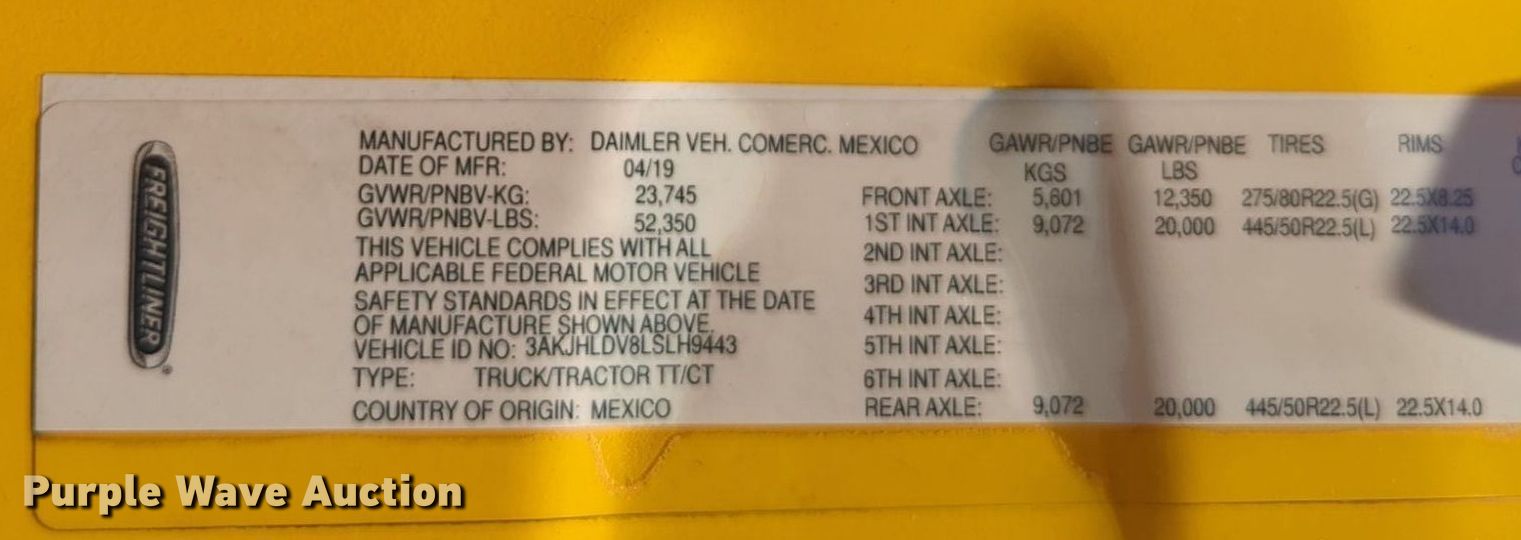 FREIGHTLINER
MANUFACTURED BY: DAIMLER VEH. COMERC. MEXICO
DATE OF MFR: 04/19
GVWR/PNBV-KG: 23,745
GVWR/PNBV-LBS: 52,350
THIS VEHICLE COMPLIES WITH ALL
APPLICABLE FEDERAL MOTOR VEHICLE
SAFETY STANDARDS IN EFFECT AT THE DATE
OF MANUFACTURE SHOWN ABOVE.
VEHICLE ID NO: 3AKJHLDV8LSLH9443
TYPE: TRUCK/TRACTOR TT/CT
COUNTRY OF ORIGIN: MEXICO
GAWR/PNBE GAWR/PNBE TIRES RIMS
KGS LBS
FRONT AXLE: 5,601 12,350 275/80R22.5(G) 22.5X8.25
1ST INT AXLE: 9,072 20,000 445/50R22.5(L) 22.5X14.0
2ND INT AXLE:
3RD INT AXLE:
4TH INT AXLE:
5TH INT AXLE:
6TH INT AXLE:
REAR AXLE: 9,072 20,000 445/50R22.5(L) 22.5X14.0
Purple Wave Auction